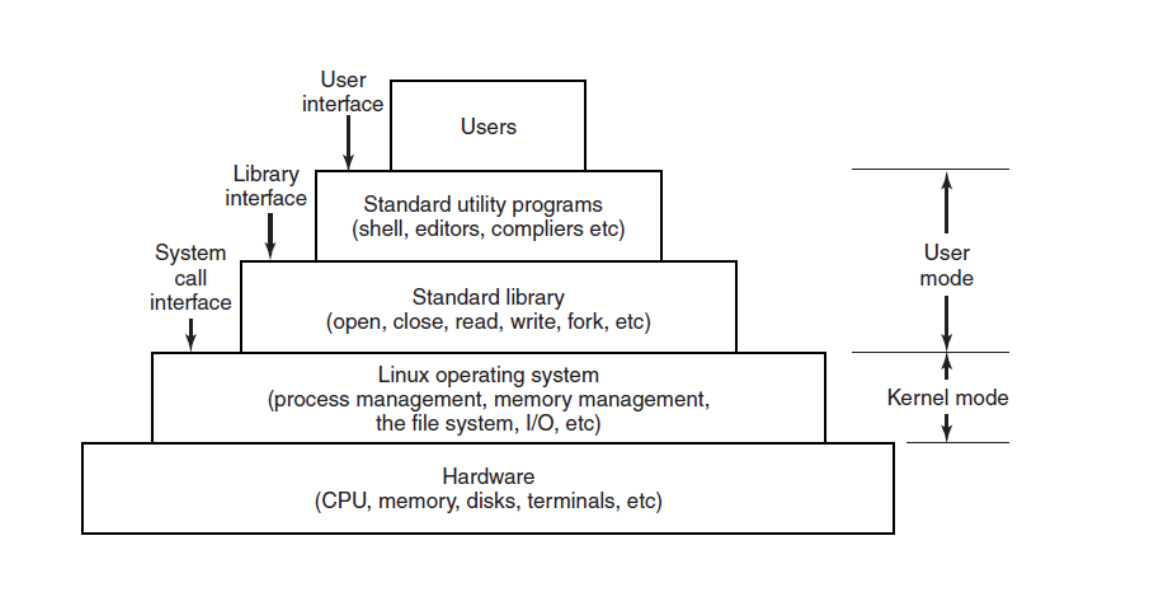 User
interface
Users
Library
interface
Standard utility programs
(shell, editors, compliers etc)
System
call
interface
User
mode
Standard library
(open, close, read, write, fork, etc)
Linux operating system
(process management, memory management,
the file system, I/O, etc)
Kernel mode
Hardware
(CPU, memory, disks, terminals, etc)